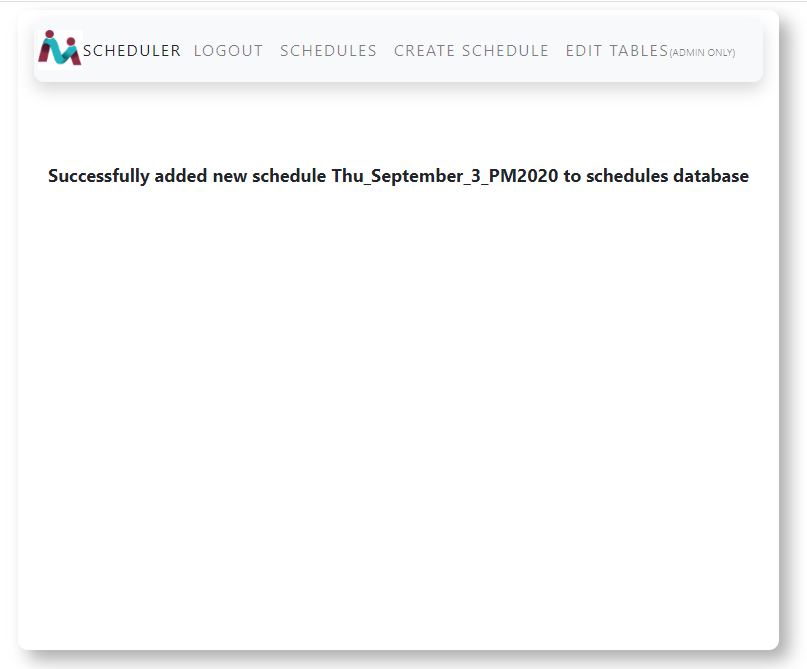 SCHEDULER LOGOUT SCHEDULES CREATE SCHEDULE EDIT TABLES(ADMIN ONLY)
Successfully added new schedule Thu_September_3_PM2020 to schedules database